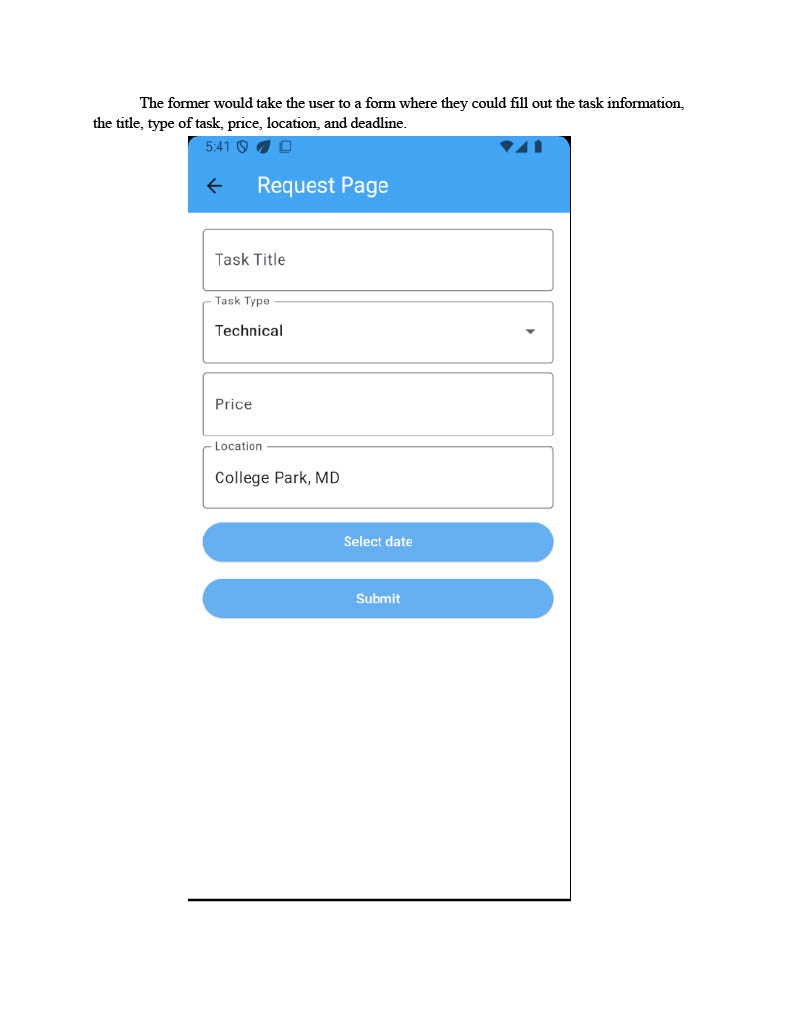 The former would take the user to a form where they could fill out the task information,
the title, type of task, price, location, and deadline.
5:41
Request Page
Task Title
Task Type
Technical
Price
Location
College Park, MD
Select date
Submit